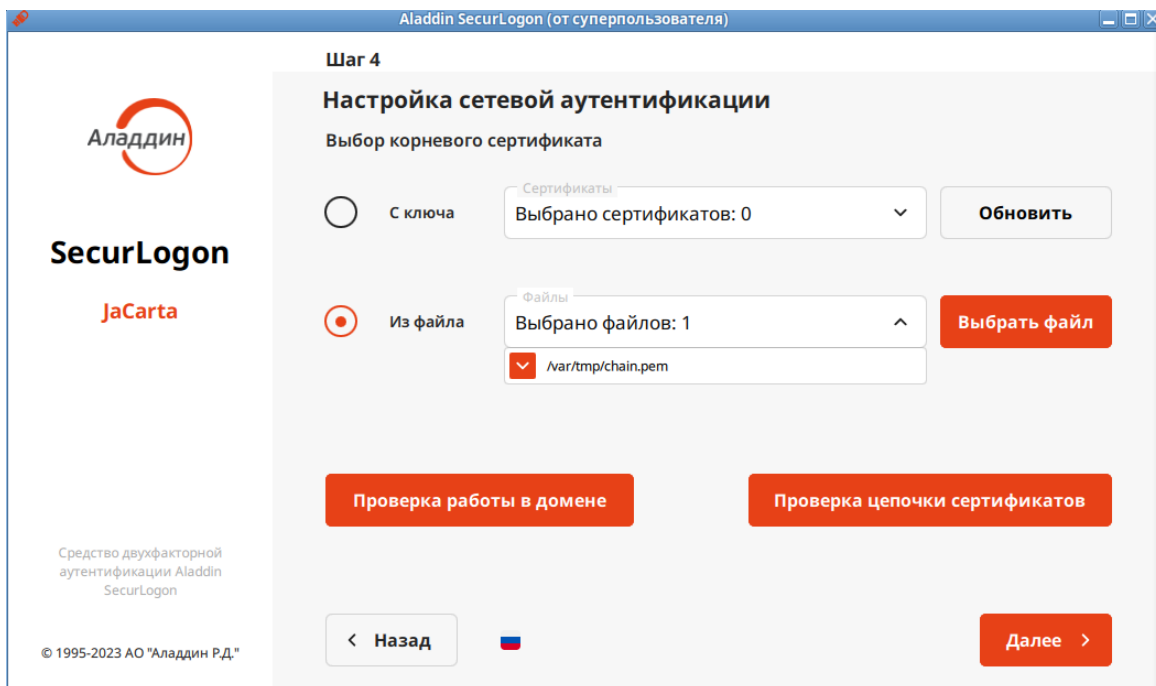 Aladdin SecurLogon (от суперпользователя)
Шаг 4
Настройка сетевой аутентификации
Выбор корневого сертификата
Аладдин
SecurLogon
JaCarta
С ключа
Сертификаты
Выбрано сертификатов: 0
Обновить
Из файла
Файлы
Выбрано файлов: 1
Выбрать файл
/var/tmp/chain.pem
Проверка работы в домене
Проверка цепочки сертификатов
Средство двухфакторной
аутентификации Aladdin
SecurLogon
© 1995-2023 АО "Аладдин Р.Д."
Назад
Далее